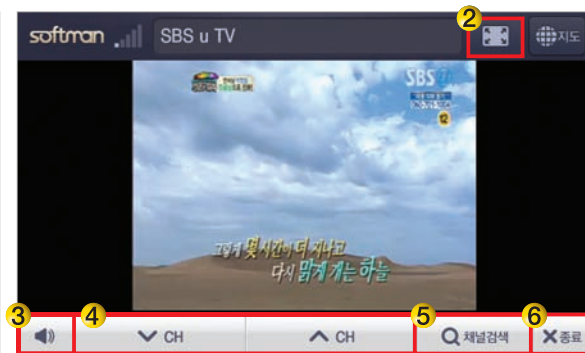 2
softman SBS u TV 지도
SBS u
12
그렇게 몇 시간이 더 지나고
다시 맑게 개는 하늘
3 4 5 6
CH CH 채널검색 종료